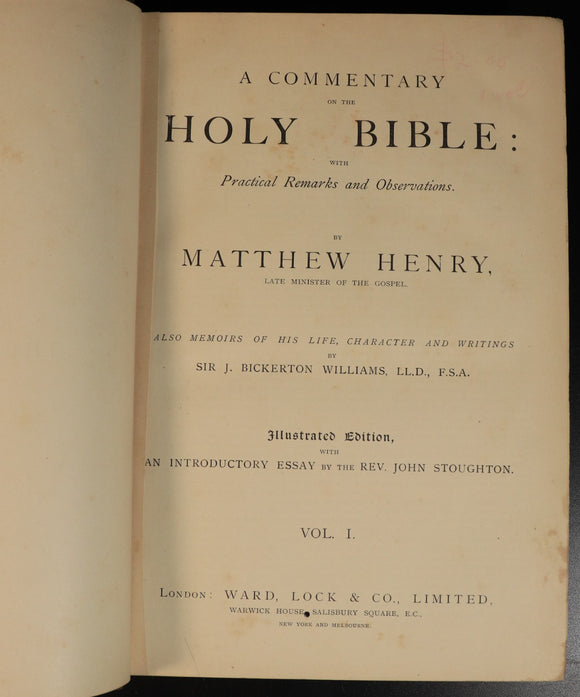 A COMMENTARY
ON THE
HOLY BIBLE:
WITH
Practical Remarks and Observations.
BY
MATTHEW HENRY,
LATE MINISTER OF THE GOSPEL.
ALSO MEMOIRS OF HIS LIFE, CHARACTER AND WRITINGS
BY
SIR J. BICKERTON WILLIAMS, LL.D., F.S.A.
Illustrated Edition,
WITH
AN INTRODUCTORY ESSAY BY THE REV. JOHN STOUGHTON.
VOL. I.
LONDON: WARD, LOCK & CO., LIMITED,
WARWICK HOUSE, SALISBURY SQUARE, E.C.,
NEW YORK AND MELBOURNE.